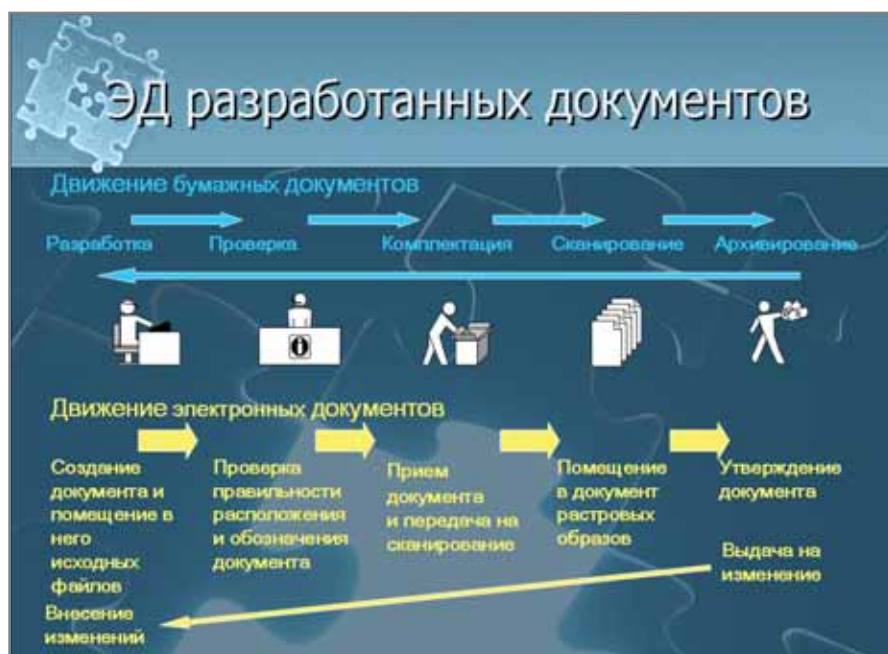 ЭД разработанных документов
Движение бумажных документов
Разработка Проверка Комплектация Сканирование Архивирование
Движение электронных документов
Создание
документа и
помещение в
него
исходных
файлов
Проверка
правильности
расположения
и обозначения
документа
Прием
документа
и передача на
сканирование
Помещение
в документ
растровых
образов
Утверждение
документа
Выдача на
изменение
Внесение
изменений